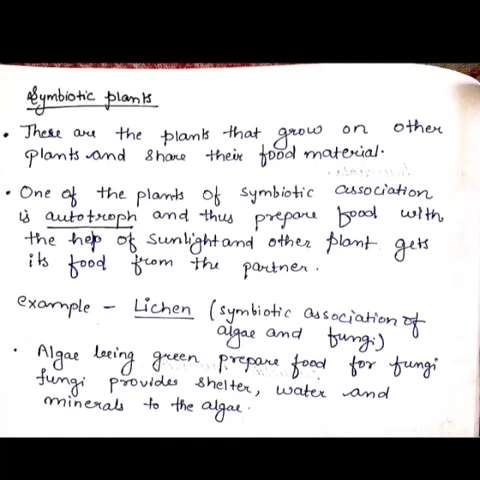 Symbiotic plants
• These are the plants that grow on other
plants and share their food material.
• One of the plants of symbiotic association
is autotroph and thus prepare food with
the help of sunlight and other plant gets
its food from the partner.
example - Lichen (symbiotic association of
algae and fungi)
• Algae being green prepare food for fungi
fungi provides shelter, water and
minerals to the algae.